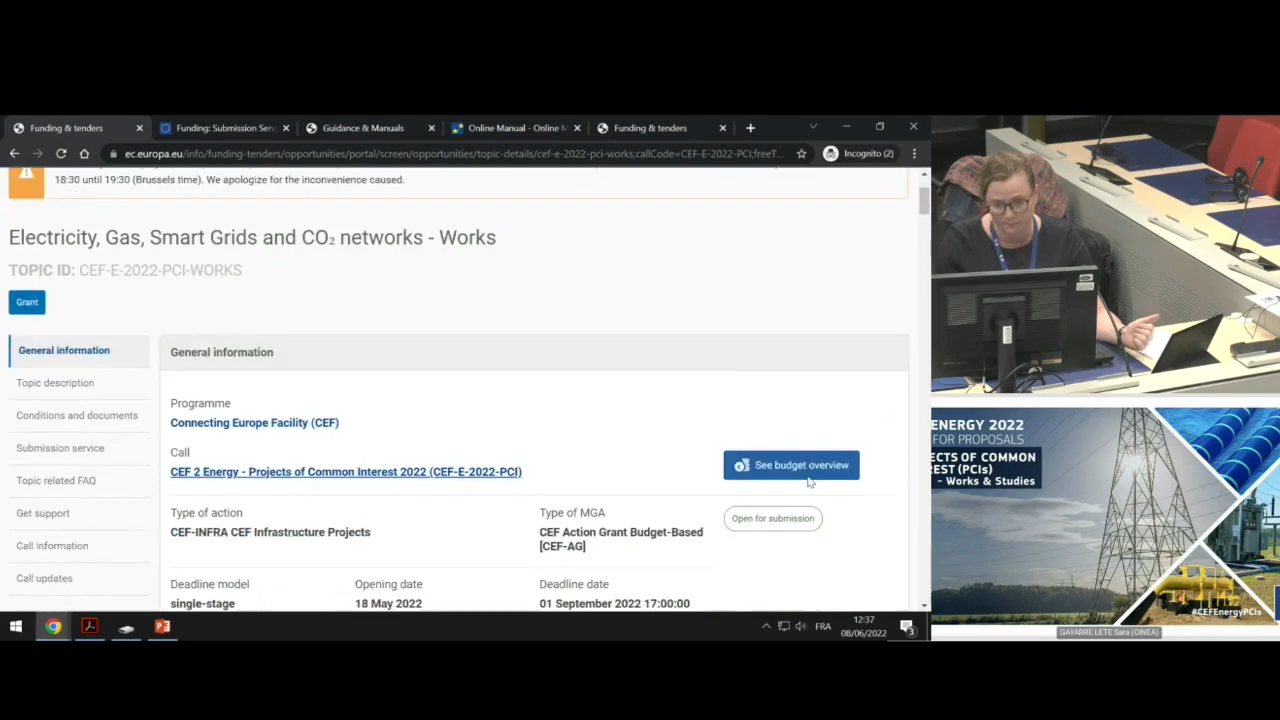 Funding & tenders
Funding: Submission Serv
Guidance & Manuals
Online Manual - Online M
Funding & tenders
ec.europa.eu/info/funding-tenders/opportunities/portal/screen/opportunities/topic-details/cef-e-2022-pci-works;callCode=CEF-E-2022-PCI;freeT...
Incognito (2)
18:30 until 19:30 (Brussels time). We apologize for the inconvenience caused.
Electricity, Gas, Smart Grids and CO₂ networks - Works
TOPIC ID: CEF-E-2022-PCI-WORKS
Grant
General information
Topic description
Conditions and documents
Submission service
Topic related FAQ
Get support
Call information
Call updates
General information
Programme
Connecting Europe Facility (CEF)
Call
CEF 2 Energy - Projects of Common Interest 2022 (CEF-E-2022-PCI)
See budget overview
Type of action
CEF-INFRA CEF Infrastructure Projects
Type of MGA
CEF Action Grant Budget-Based
[CEF-AG]
Open for submission
Deadline model
single-stage
Opening date
18 May 2022
Deadline date
01 September 2022 17:00:00
FRA
12:37
08/06/2022
3
ENERGY 2022
FOR PROPOSALS
ECTS OF COMMON
REST (PCIs)
- Works & Studies
#CEFEnergyPCIs
GAYARRE LETE Sara (CINEA)